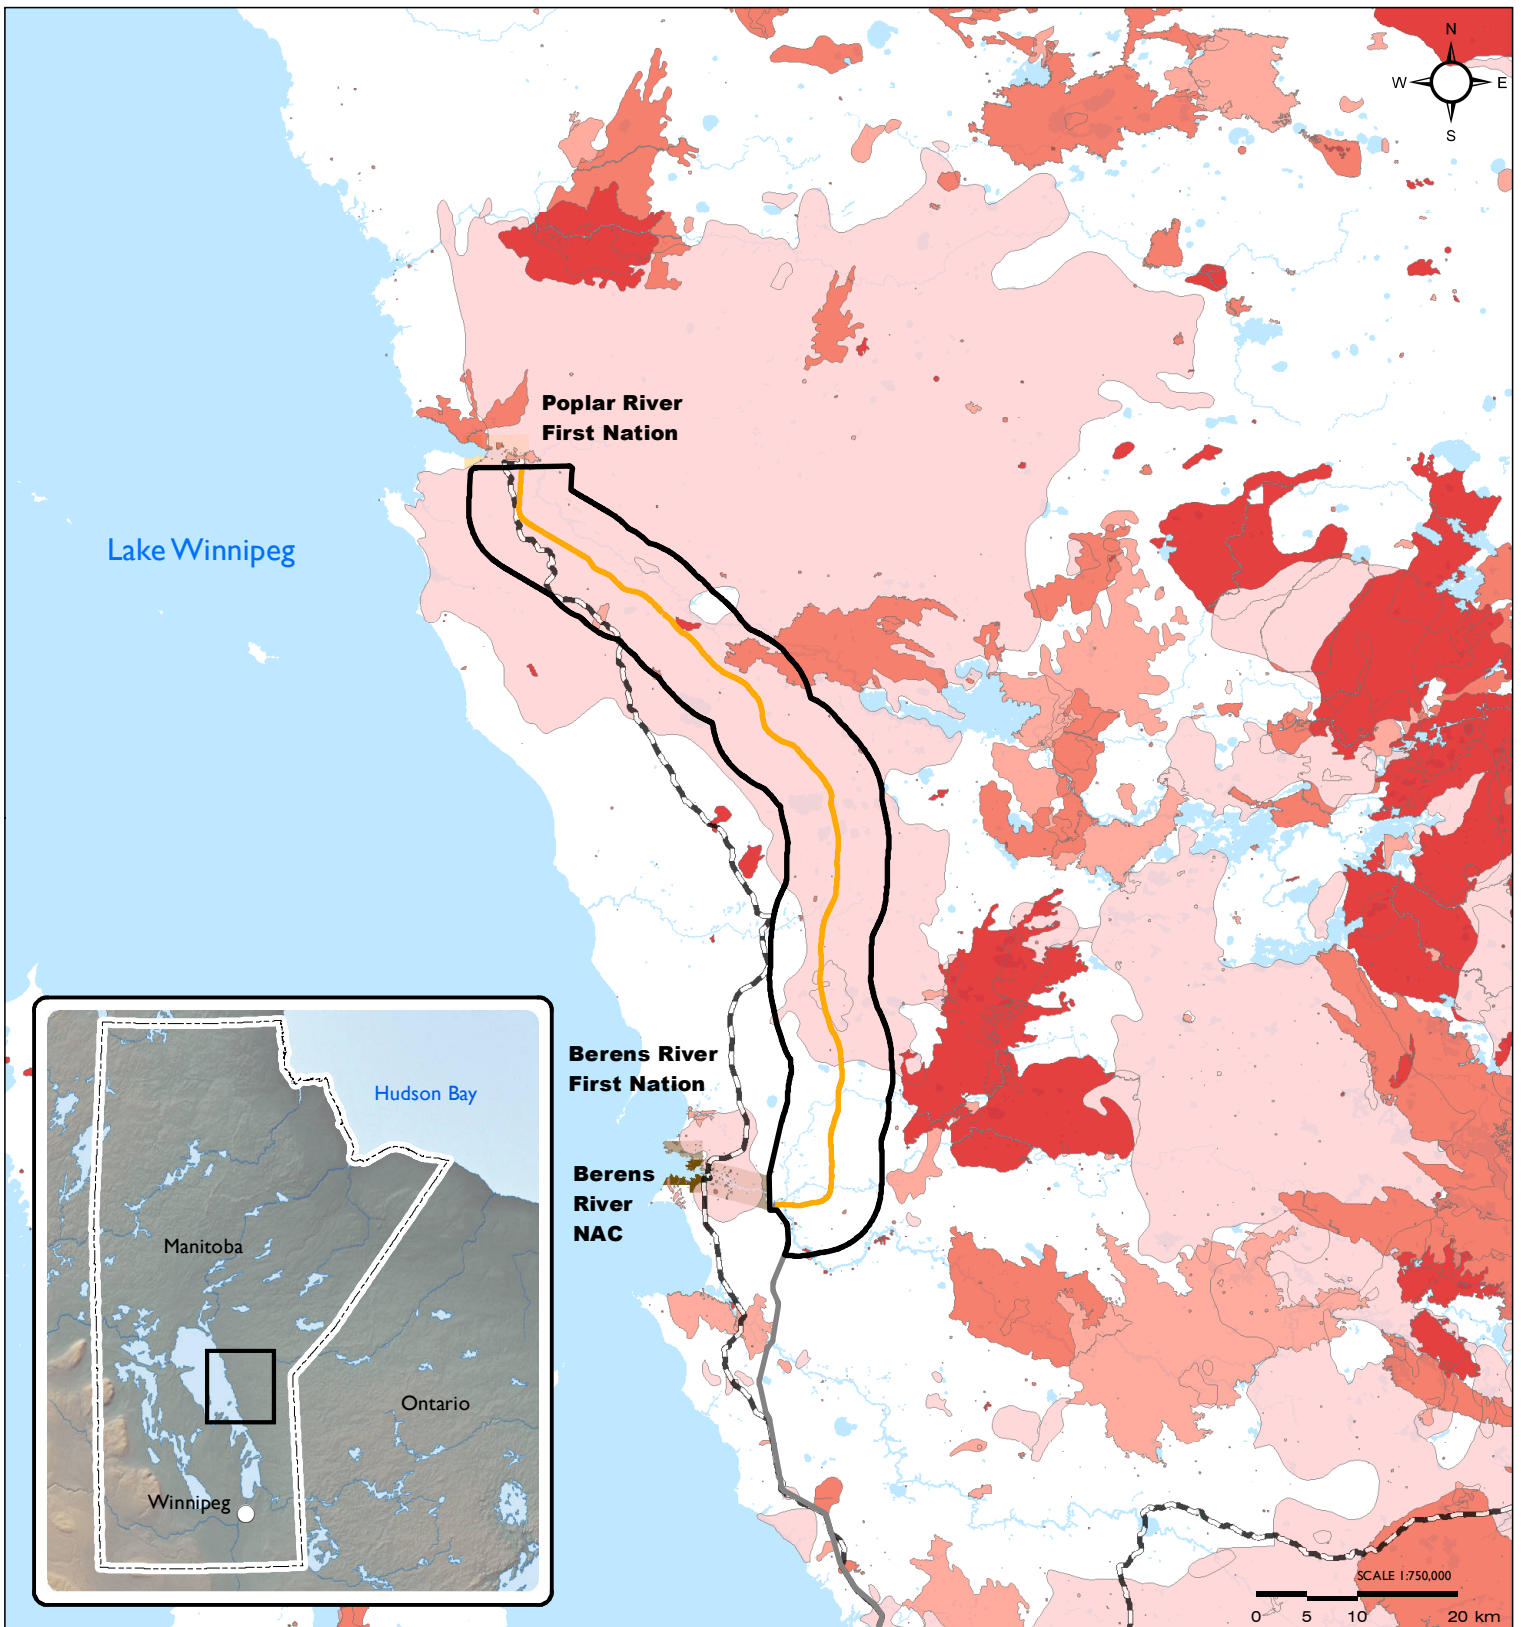 N
W E
S
Poplar River
First Nation
Lake Winnipeg
Berens River
First Nation
Berens
River
NAC
Hudson Bay
Manitoba
Ontario
Winnipeg
SCALE 1:750,000
0 5 10 20 km